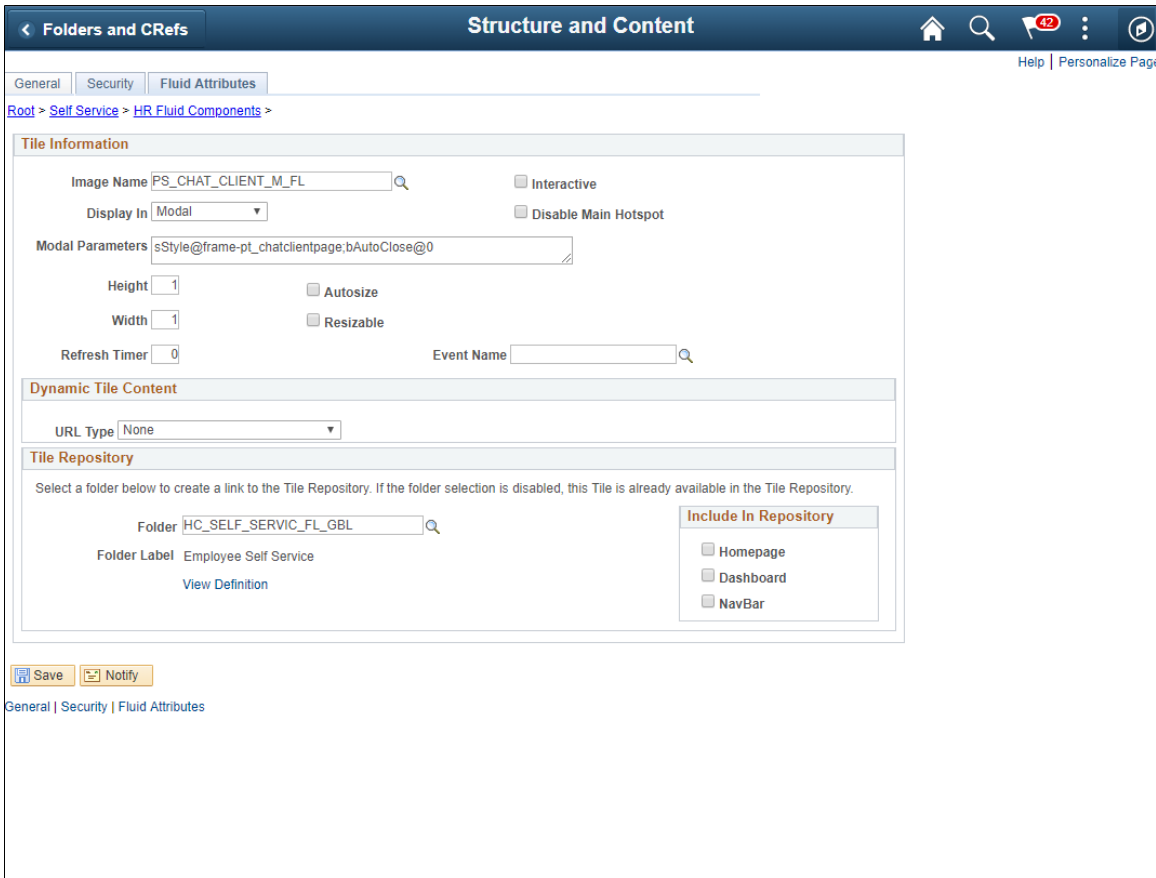 Folders and CRefs
Structure and Content
42
Help | Personalize Page
General Security Fluid Attributes
Root > Self Service > HR Fluid Components >
Tile Information
Image Name PS_CHAT_CLIENT_M_FL
Interactive
Display In Modal
Disable Main Hotspot
Modal Parameters sStyle@frame-pt_chatclientpage;bAutoClose@0
Height 1
Autosize
Width 1
Resizable
Refresh Timer 0
Event Name
Dynamic Tile Content
URL Type None
Tile Repository
Select a folder below to create a link to the Tile Repository. If the folder selection is disabled, this Tile is already available in the Tile Repository.
Folder HC_SELF_SERVIC_FL_GBL
Folder Label Employee Self Service
View Definition
Include In Repository
Homepage
Dashboard
NavBar
Save Notify
General | Security | Fluid Attributes